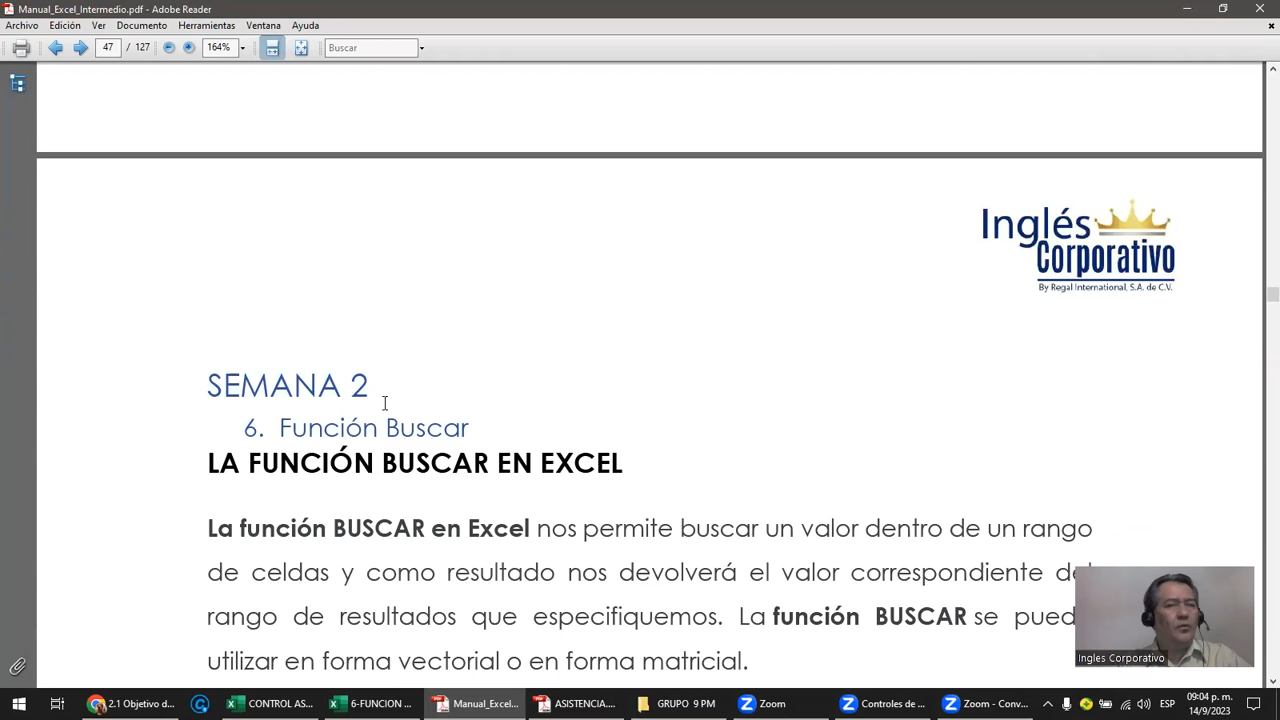 Manual_Excel_Intermedio.pdf - Adobe Reader
Archivo Edición Ver Documento Herramientas Ventana Ayuda
47 / 127 164% Buscar
Inglés
Corporativo
By Regal International, S.A. de C.V.
SEMANA 2
6. Función Buscar
LA FUNCIÓN BUSCAR EN EXCEL
La función BUSCAR en Excel nos permite buscar un valor dentro de un rango
de celdas y como resultado nos devolverá el valor correspondiente del
rango de resultados que especifiquemos. La función BUSCAR se pued
utilizar en forma vectorial o en forma matricial.
Ingles Corporativo
2.1 Objetivo d... CONTROL AS... 6-FUNCION ... Manual_Excel... ASISTENCIA.... GRUPO 9 PM Zoom Controles de ... Zoom - Conv... ESP 09:04 p. m.
14/9/2023